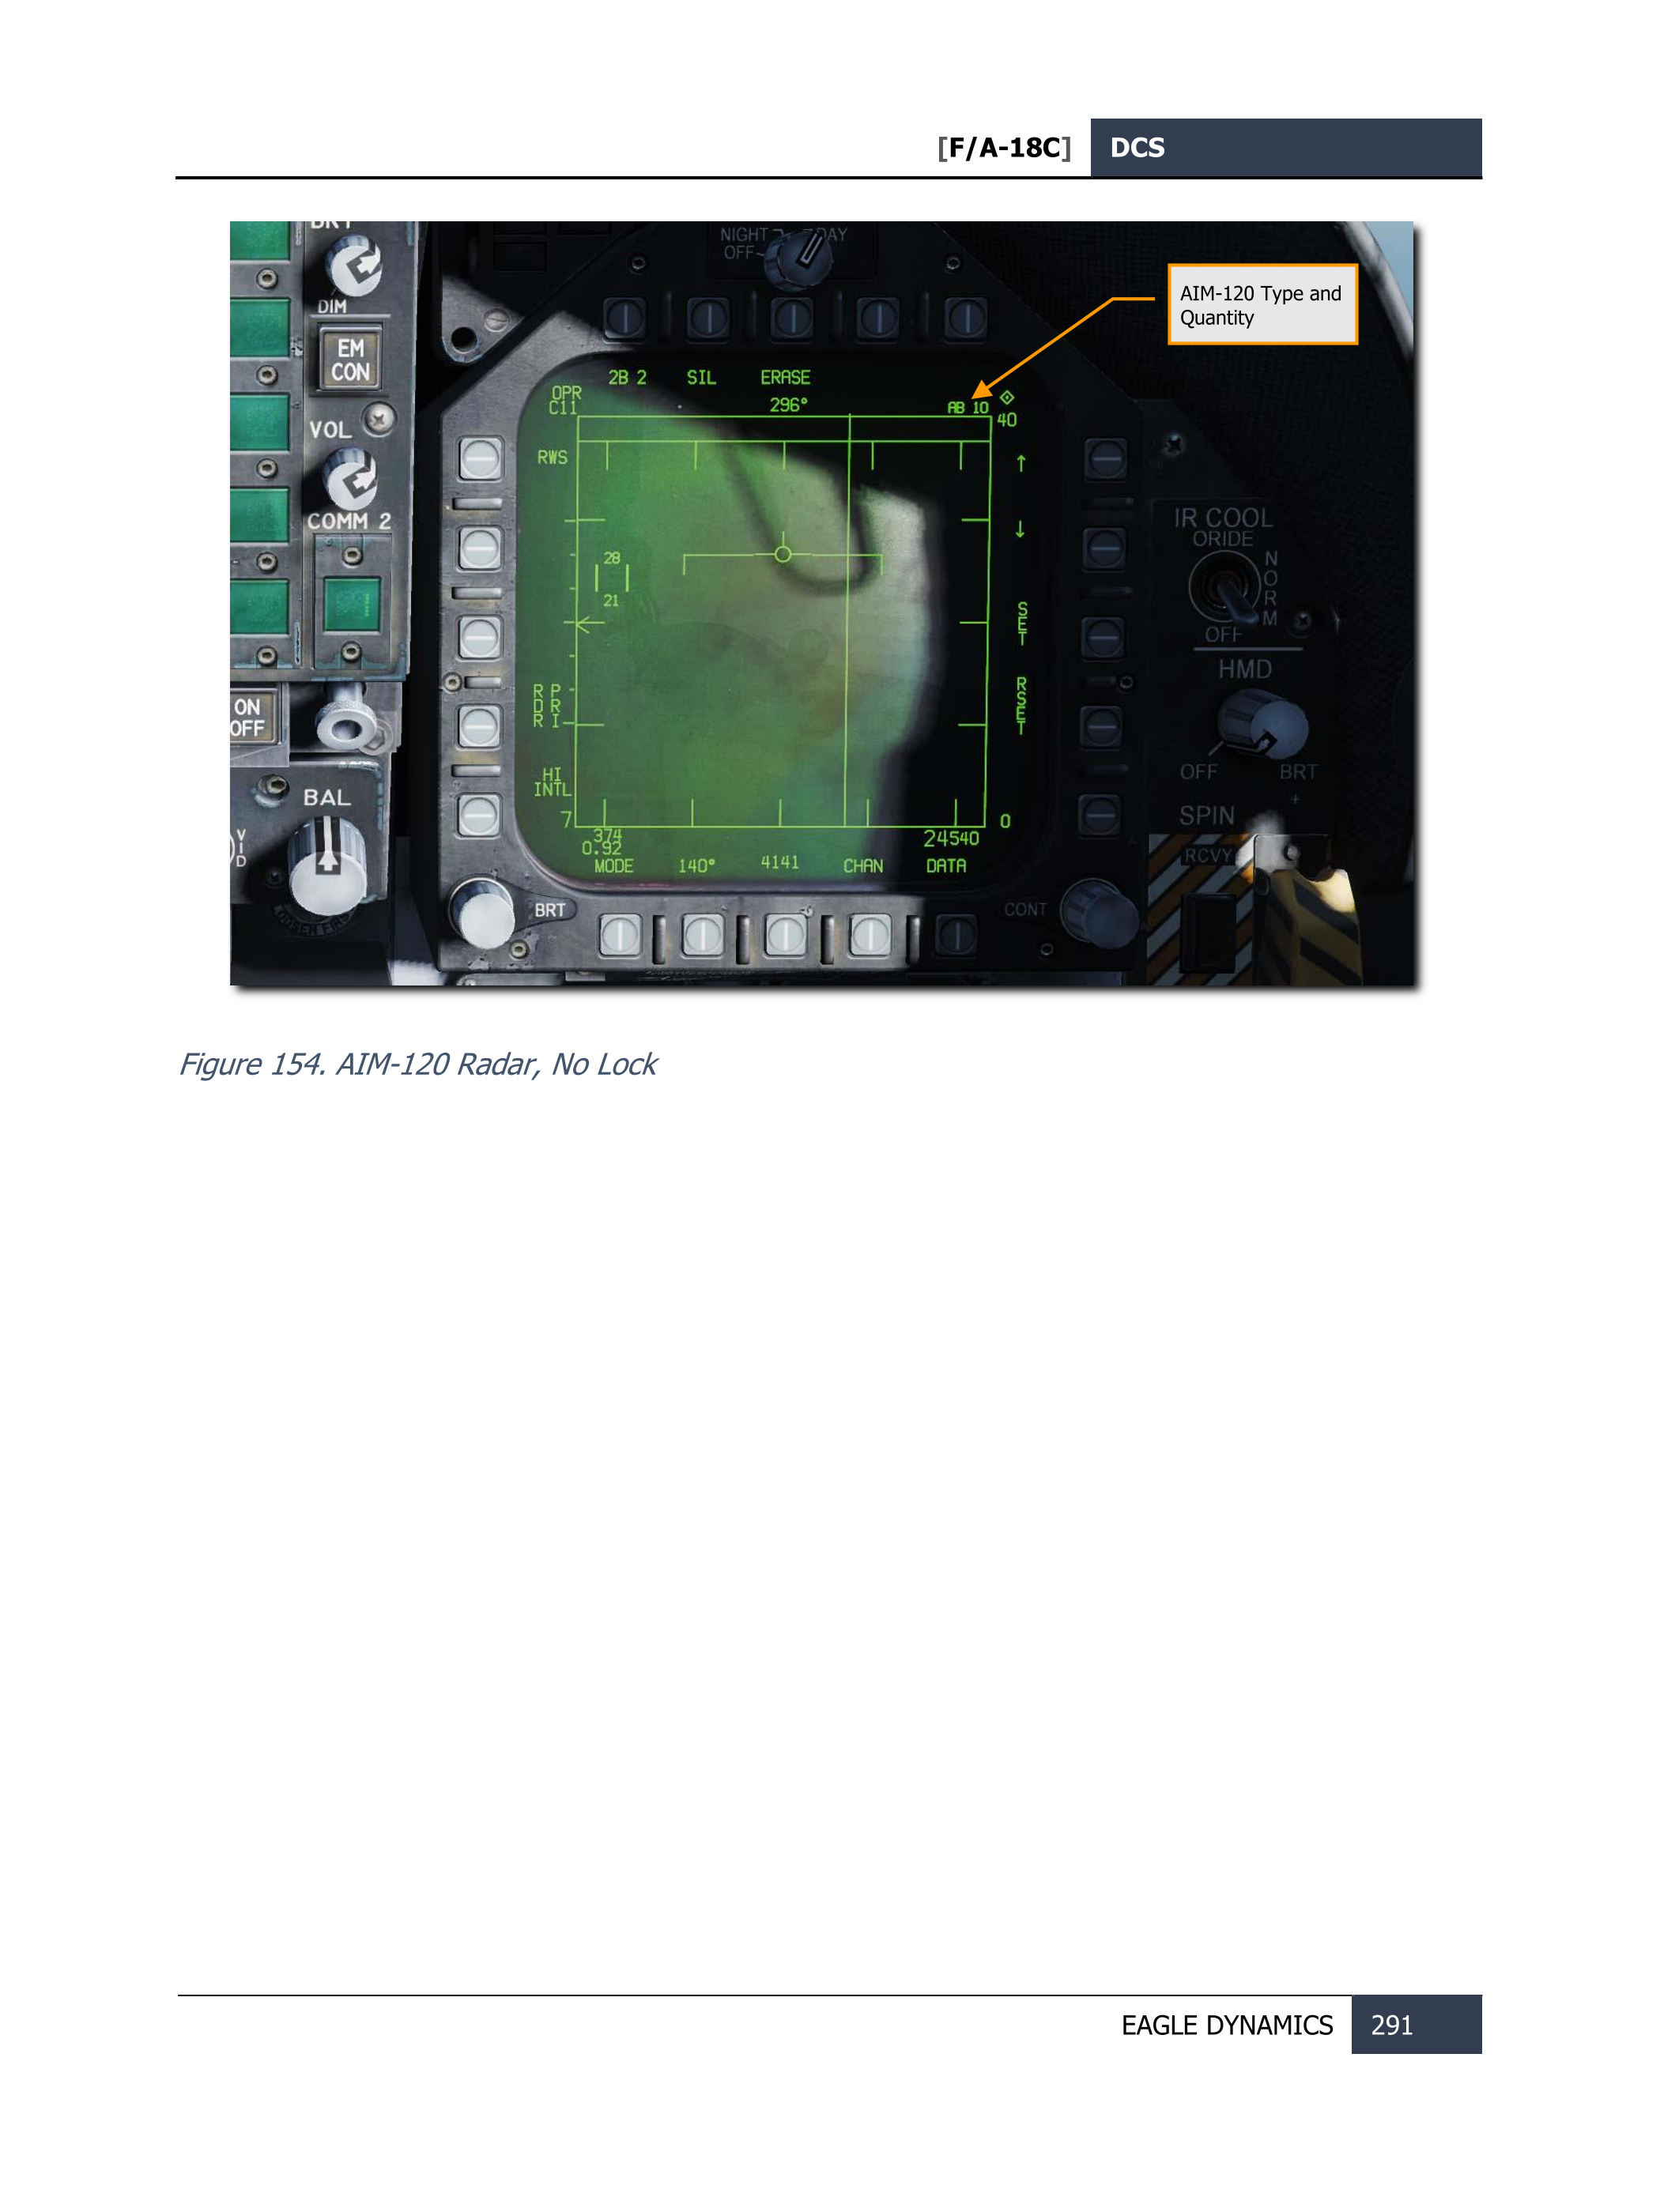 [F/A-18C] DCS
BRT
NIGHT DAY
OFF
AIM-120 Type and
Quantity
DIM
EM
CON
2B 2 SIL ERASE
OPR
C11
296°
AB 10
40
VOL
RWS
COMM 2
IR COOL
ORIDE
NORM
OFF
28
21
SET
HMD
RDR
PRI
RSET
ON
OFF
OFF BRT
HI
INTL
BAL
SPIN
7
0
374
0.92
24540
VID
RCVY
MODE 140° 4141 CHAN DATA
BRT
CONT
Figure 154. AIM-120 Radar, No Lock
EAGLE DYNAMICS 291